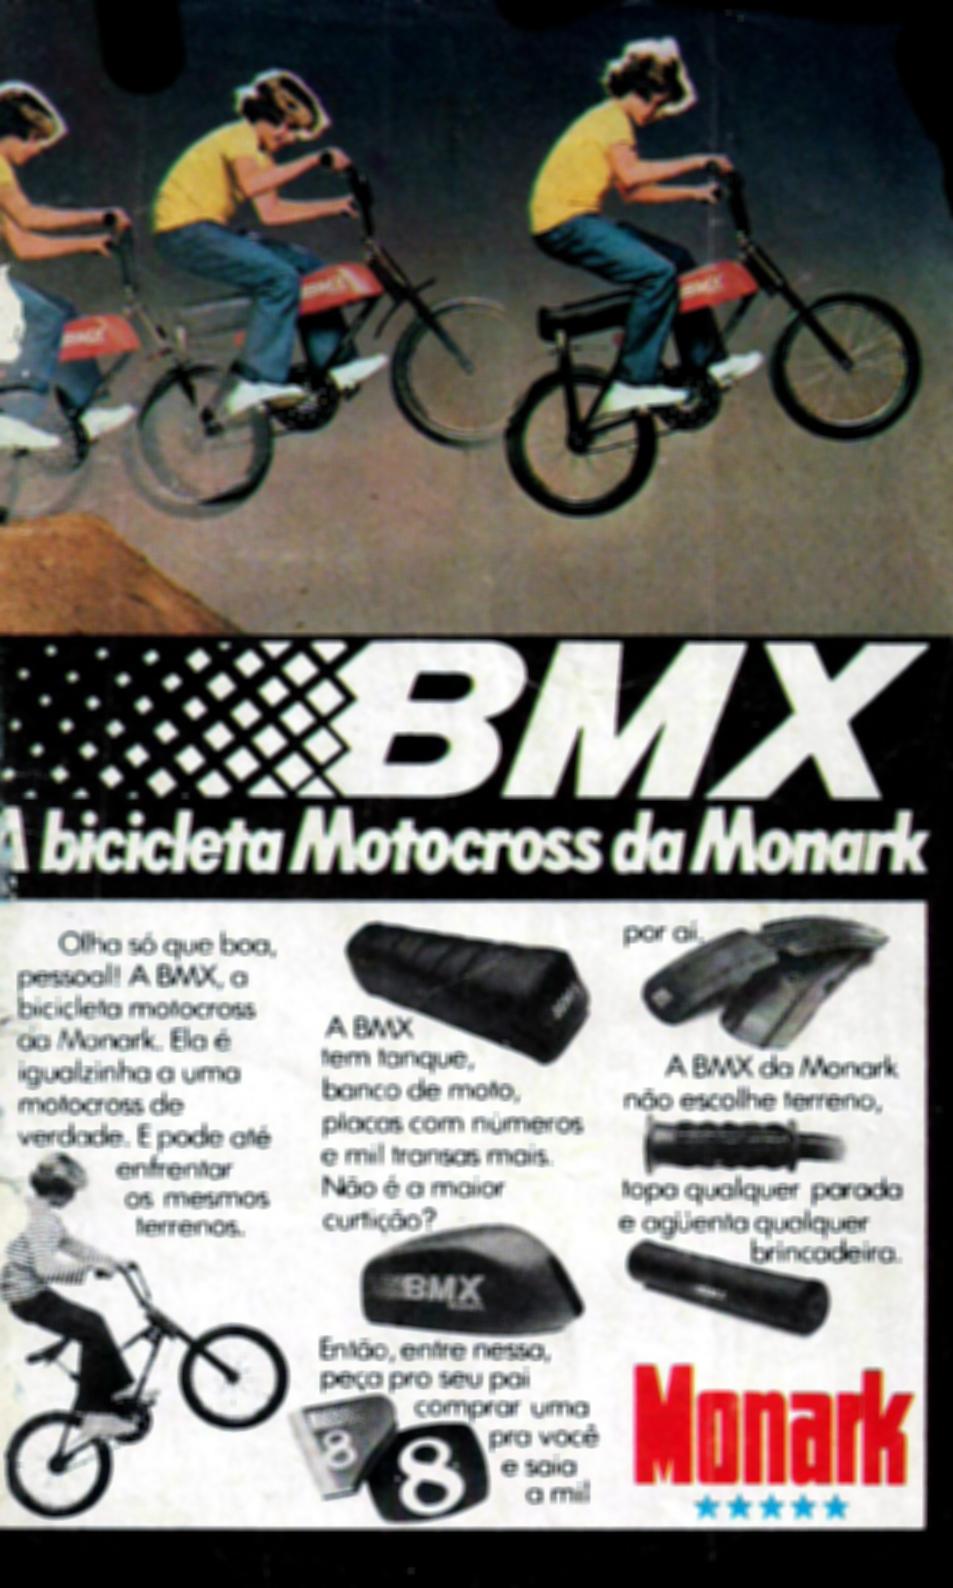 BMX
A bicicleta Motocross da Monark
Olha só que boa,
pessoal! A BMX, a
bicicleta motocross
da Monark. Ela é
igualzinha a uma
motocross de
verdade. E pode até
enfrentar
os mesmos
terrenos.
A BMX
tem tanque,
banco de moto,
placas com números
e mil transas mais.
Não é a maior
curtição?
BMX
Então, entre nessa,
peça pro seu pai
comprar uma
pra você
e saia
a mil
8
8
por aí.
A BMX da Monark
não escolhe terreno,
topa qualquer parada
e agüenta qualquer
brincadeira.
Monark